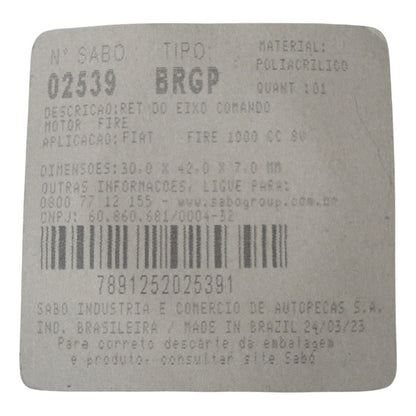 Nº SABO TIPO: MATERIAL:
02539 BRGP POLIACRILICO
QUANT :01
DESCRICAO:RET DO EIXO COMANDO
MOTOR FIRE
APLICACAO:FIAT FIRE 1000 CC 8V
DIMENSOES:30.0 X 42.0 X 7.0 MM
OUTRAS INFORMACOES, LIGUE PARA:
0800 77 12 155 - www.sabogroup.com.br
CNPJ: 60.860.681/0004-32
7891252025391
SABO INDUSTRIA E COMERCIO DE AUTOPECAS S.A.
IND. BRASILEIRA / MADE IN BRAZIL 24/03/23
Para correto descarte da embalagem
e produto, consultar site Sabó